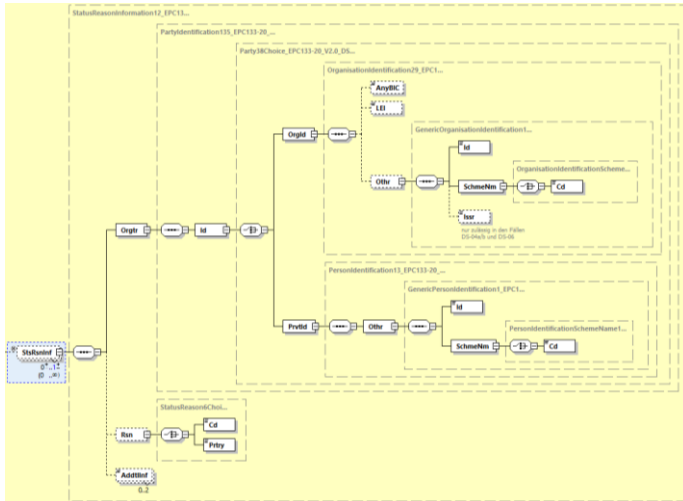 StatusReasonInformation12_EPC13...
PartyIdentification135_EPC133-20_...
Party38Choice_EPC133-20_V2.0_DS...
OrganisationIdentification29_EPC1...
AnyBIC
LEI
OrgId
GenericOrganisationIdentification1...
Id
OrganisationIdentificationScheme...
Othr
SchmeNm
Cd
Issr
nur zulässig in den Fällen
DS-04a/b und DS-06
Orgtr
Id
PersonIdentification13_EPC133-20_...
GenericPersonIdentification1_EPC1...
Id
PrvtId
Othr
PersonIdentificationSchemeName1...
SchmeNm
Cd
StsRsnInf
(0 ..∞)
StatusReason6Choi...
Cd
Rsn
Prtry
AddtlInf
0..2